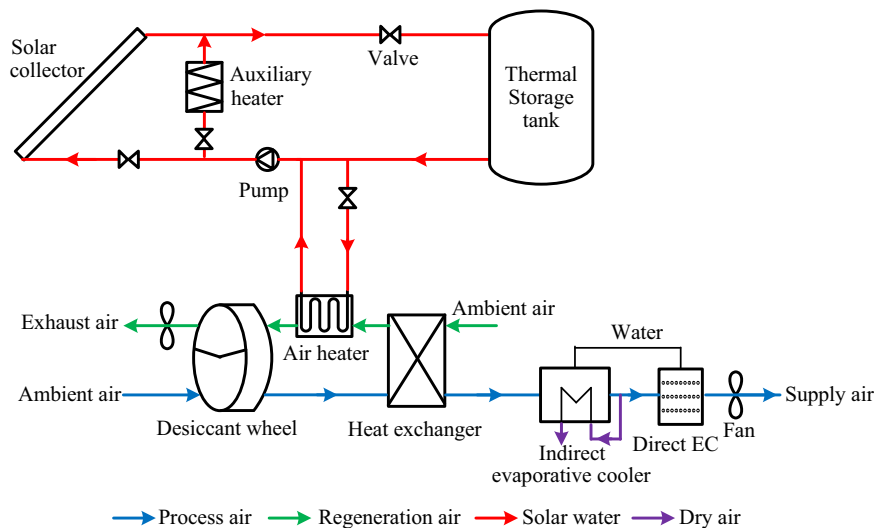 Solar
collector
Auxiliary
heater
Valve
Thermal
Storage
tank
Pump
Exhaust air
Air heater
Ambient air
Water
Ambient air
Desiccant wheel
Heat exchanger
Indirect
evaporative cooler
Direct EC
Fan
Supply air
Process air
Regeneration air
Solar water
Dry air